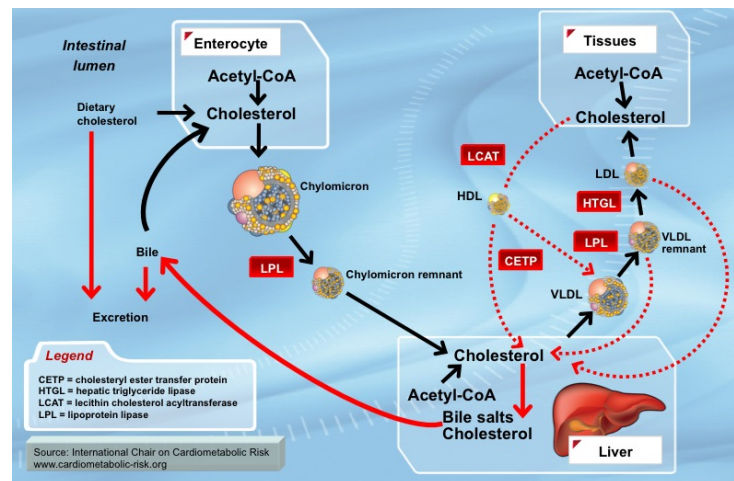 Intestinal
lumen
Enterocyte
Acetyl-CoA
Cholesterol
Dietary
cholesterol
Chylomicron
LPL
Chylomicron remnant
Bile
Excretion
Tissues
Acetyl-CoA
Cholesterol
LCAT
HDL
LDL
HTGL
LPL
VLDL
remnant
CETP
VLDL
Cholesterol
Acetyl-CoA
Bile salts
Cholesterol
Liver
Legend
CETP = cholesteryl ester transfer protein
HTGL = hepatic triglyceride lipase
LCAT = lecithin cholesterol acyltransferase
LPL = lipoprotein lipase
Source: International Chair on Cardiometabolic Risk
www.cardiometabolic-risk.org